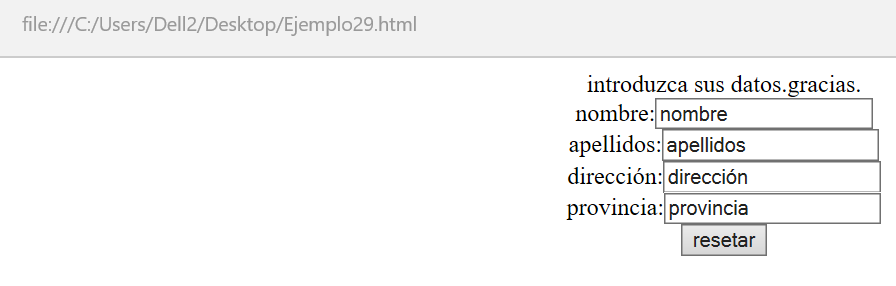 file:///C:/Users/Dell2/Desktop/Ejemplo29.html
introduzca sus datos.gracias.
nombre:nombre
apellidos:apellidos
dirección:dirección
provincia:provincia
resetar